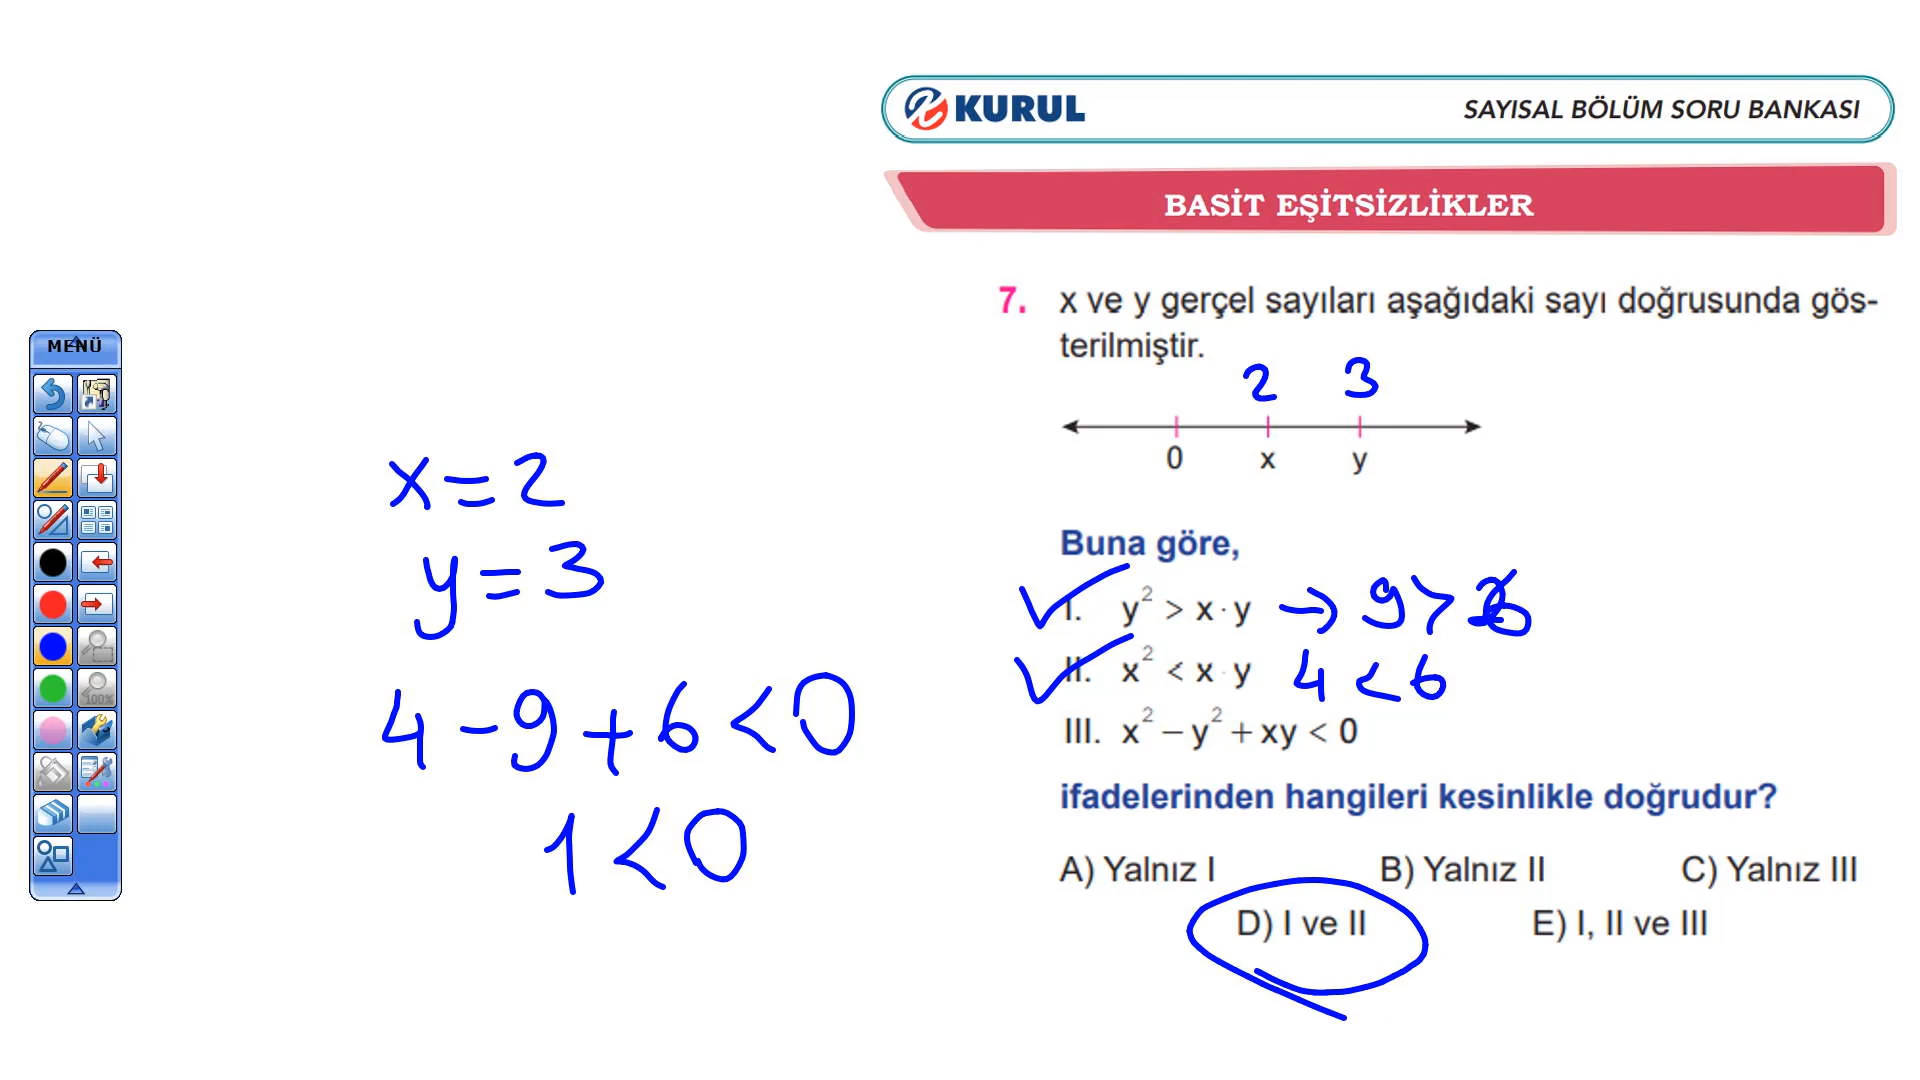 KURUL
SAYISAL BÖLÜM SORU BANKASI
BASİT EŞİTSİZLİKLER
7. x ve y gerçel sayıları aşağıdaki sayı doğrusunda gös-
terilmiştir.
2 3
0 x y
MENÜ
100%
x = 2
y = 3
4 - 9 + 6 < 0
1 < 0
Buna göre,
I. y² > x · y → 9 > 6
II. x² < x · y 4 < 6
III. x² − y² + xy < 0
ifadelerinden hangileri kesinlikle doğrudur?
A) Yalnız I B) Yalnız II C) Yalnız III
D) I ve II E) I, II ve III